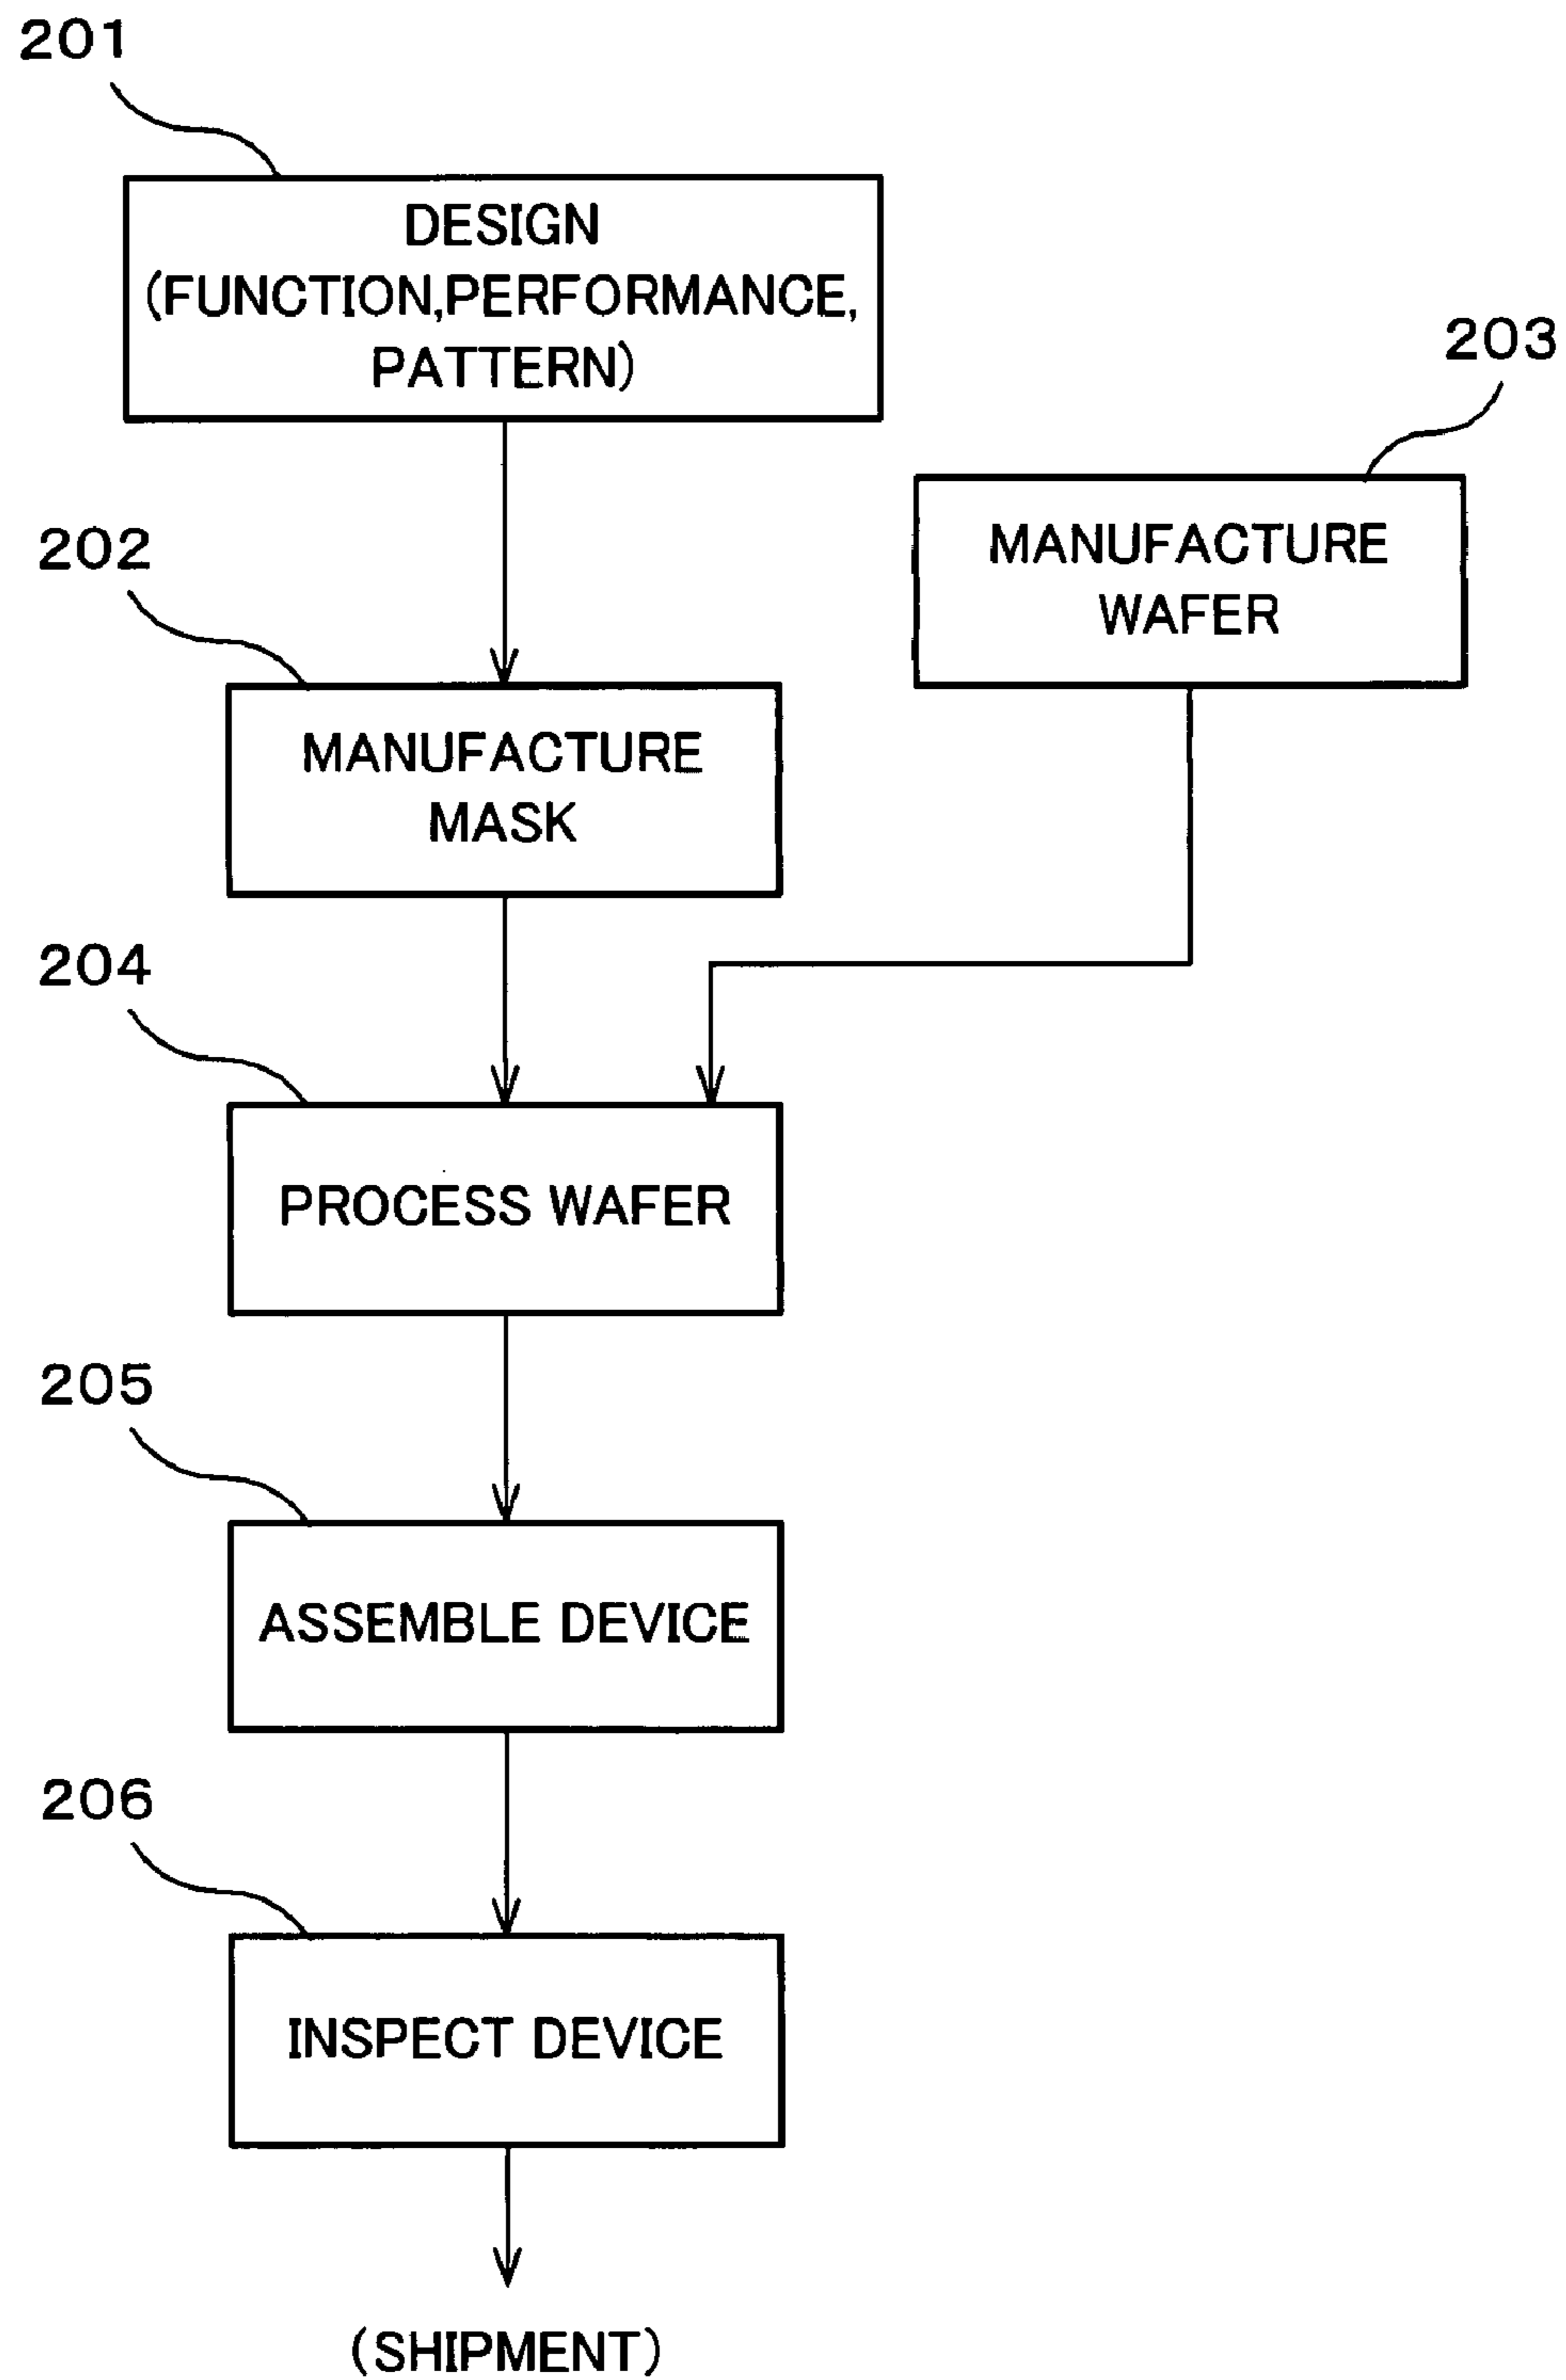 201
DESIGN
(FUNCTION,PERFORMANCE,
PATTERN)
203
MANUFACTURE
WAFER
202
MANUFACTURE
MASK
204
PROCESS WAFER
205
ASSEMBLE DEVICE
206
INSPECT DEVICE
(SHIPMENT)